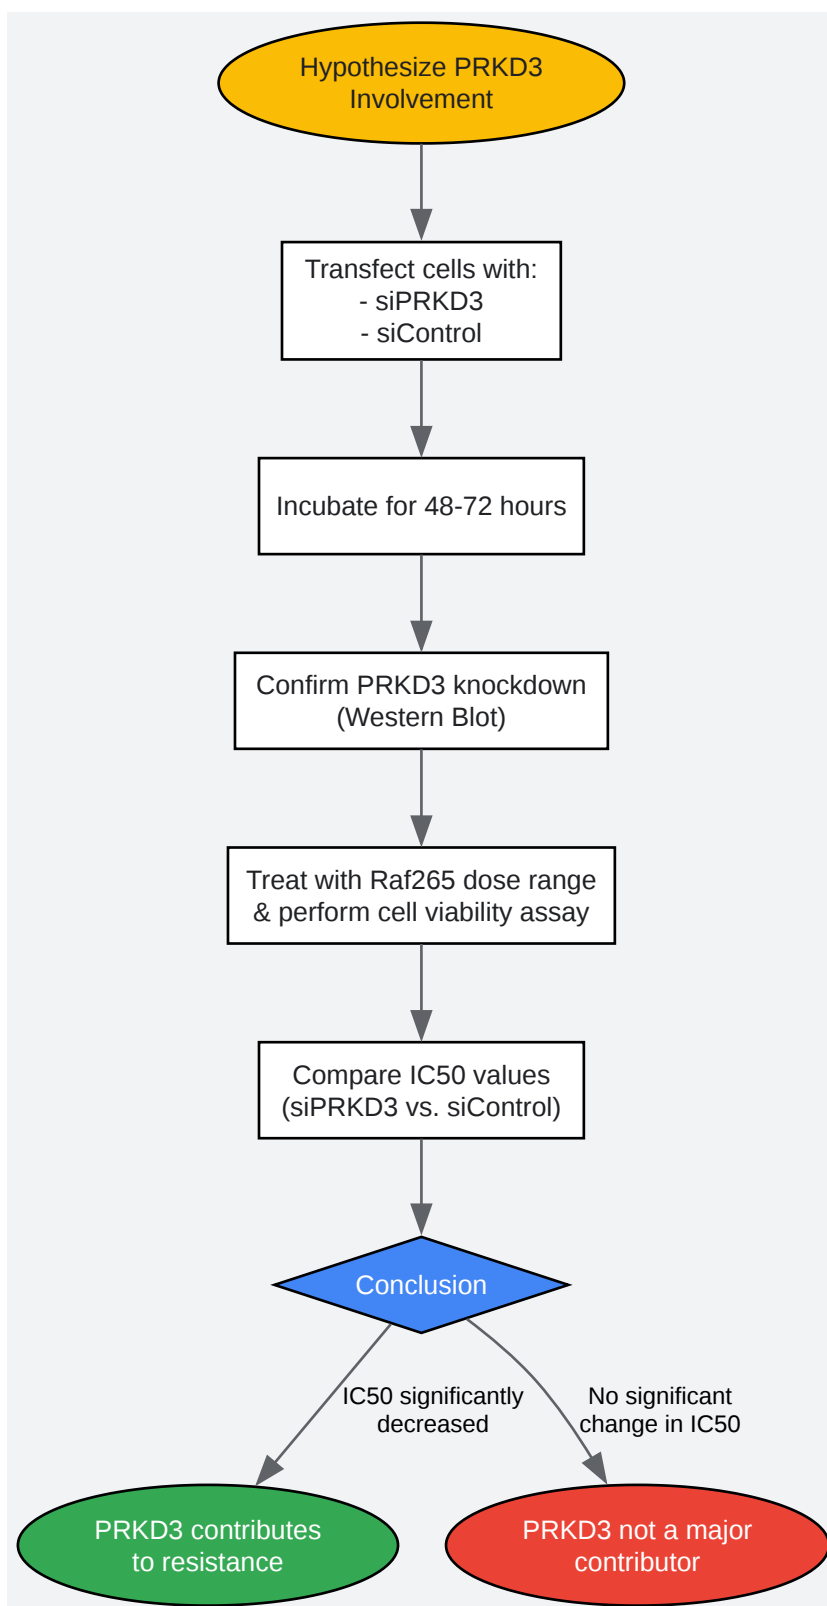 Hypothesize PRKD3
Involvement
Transfect cells with:
- siPRKD3
- siControl
Incubate for 48-72 hours
Confirm PRKD3 knockdown
(Western Blot)
Treat with Raf265 dose range
& perform cell viability assay
Compare IC50 values
(siPRKD3 vs. siControl)
Conclusion
IC50 significantly
decreased
No significant
change in IC50
PRKD3 contributes
to resistance
PRKD3 not a major
contributor